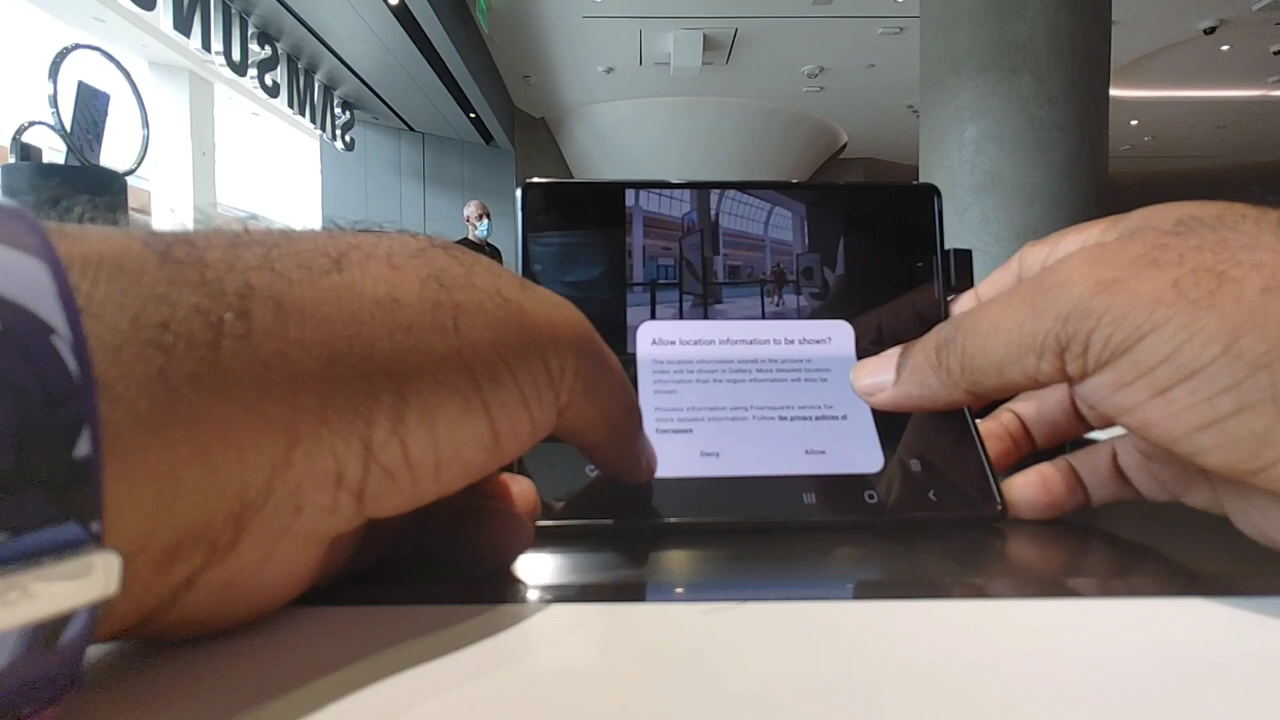 SAMSUNG
Allow location information to be shown?
The location information stored in the picture or
video will be shown in Gallery. More detailed location
information than the region information will also be
shown.
Process information using Foursquare's service for
more detailed information. Follow the privacy policies of
Foursquare
Deny
Allow